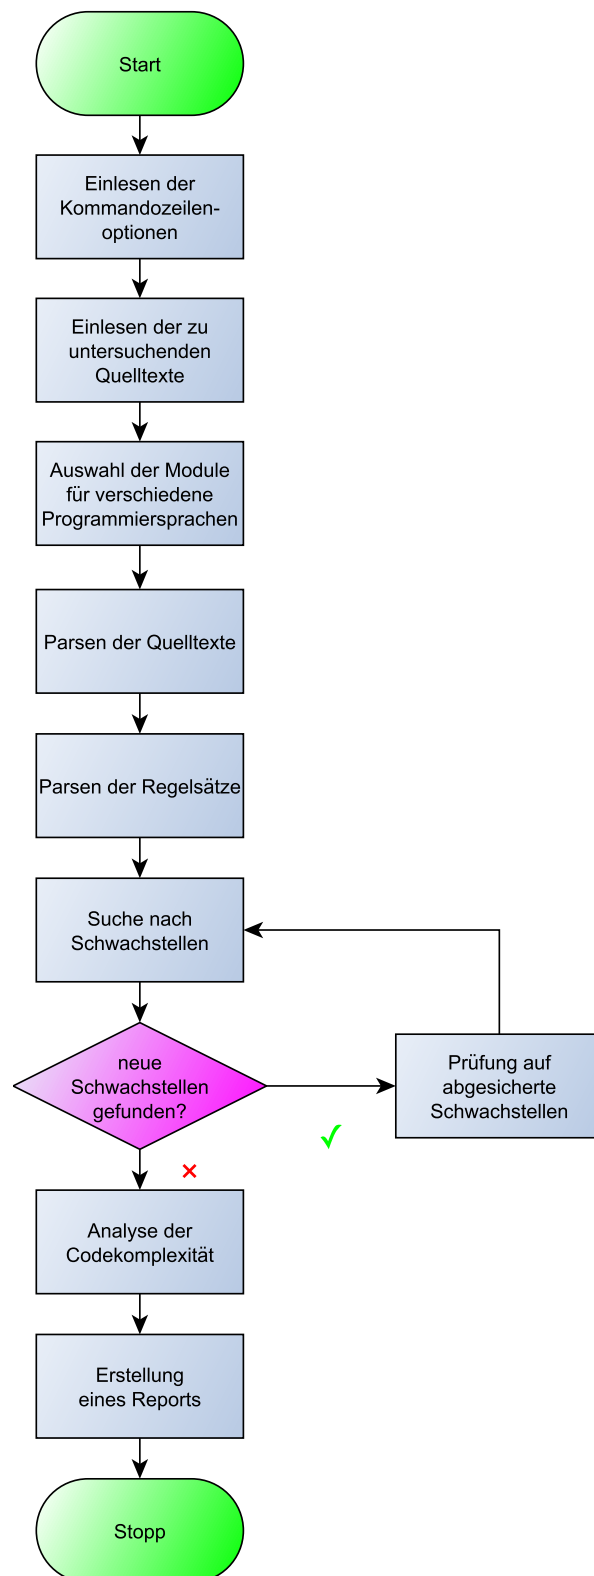 Start
Einlesen der
Kommandozeilen-
optionen
Einlesen der zu
untersuchenden
Quelltexte
Auswahl der Module
für verschiedene
Programmiersprachen
Parsen der Quelltexte
Parsen der Regelsätze
Suche nach
Schwachstellen
neue
Schwachstellen
gefunden?
Prüfung auf
abgesicherte
Schwachstellen
Analyse der
Codekomplexität
Erstellung
eines Reports
Stopp